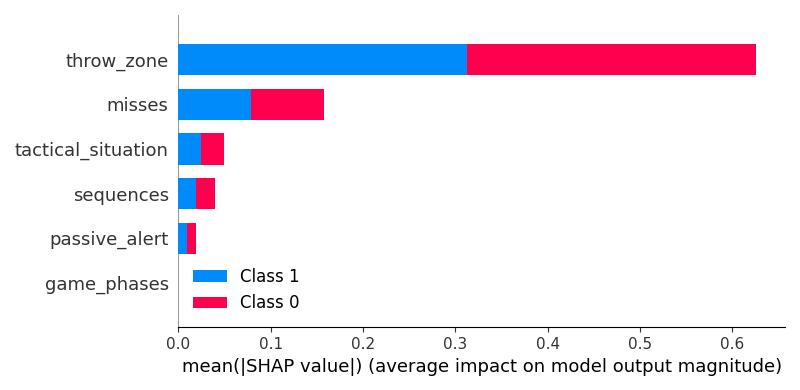 throw_zone
misses
tactical_situation
sequences
passive_alert
game_phases
Class 1
Class 0
0.0 0.1 0.2 0.3 0.4 0.5 0.6
mean(|SHAP value|) (average impact on model output magnitude)